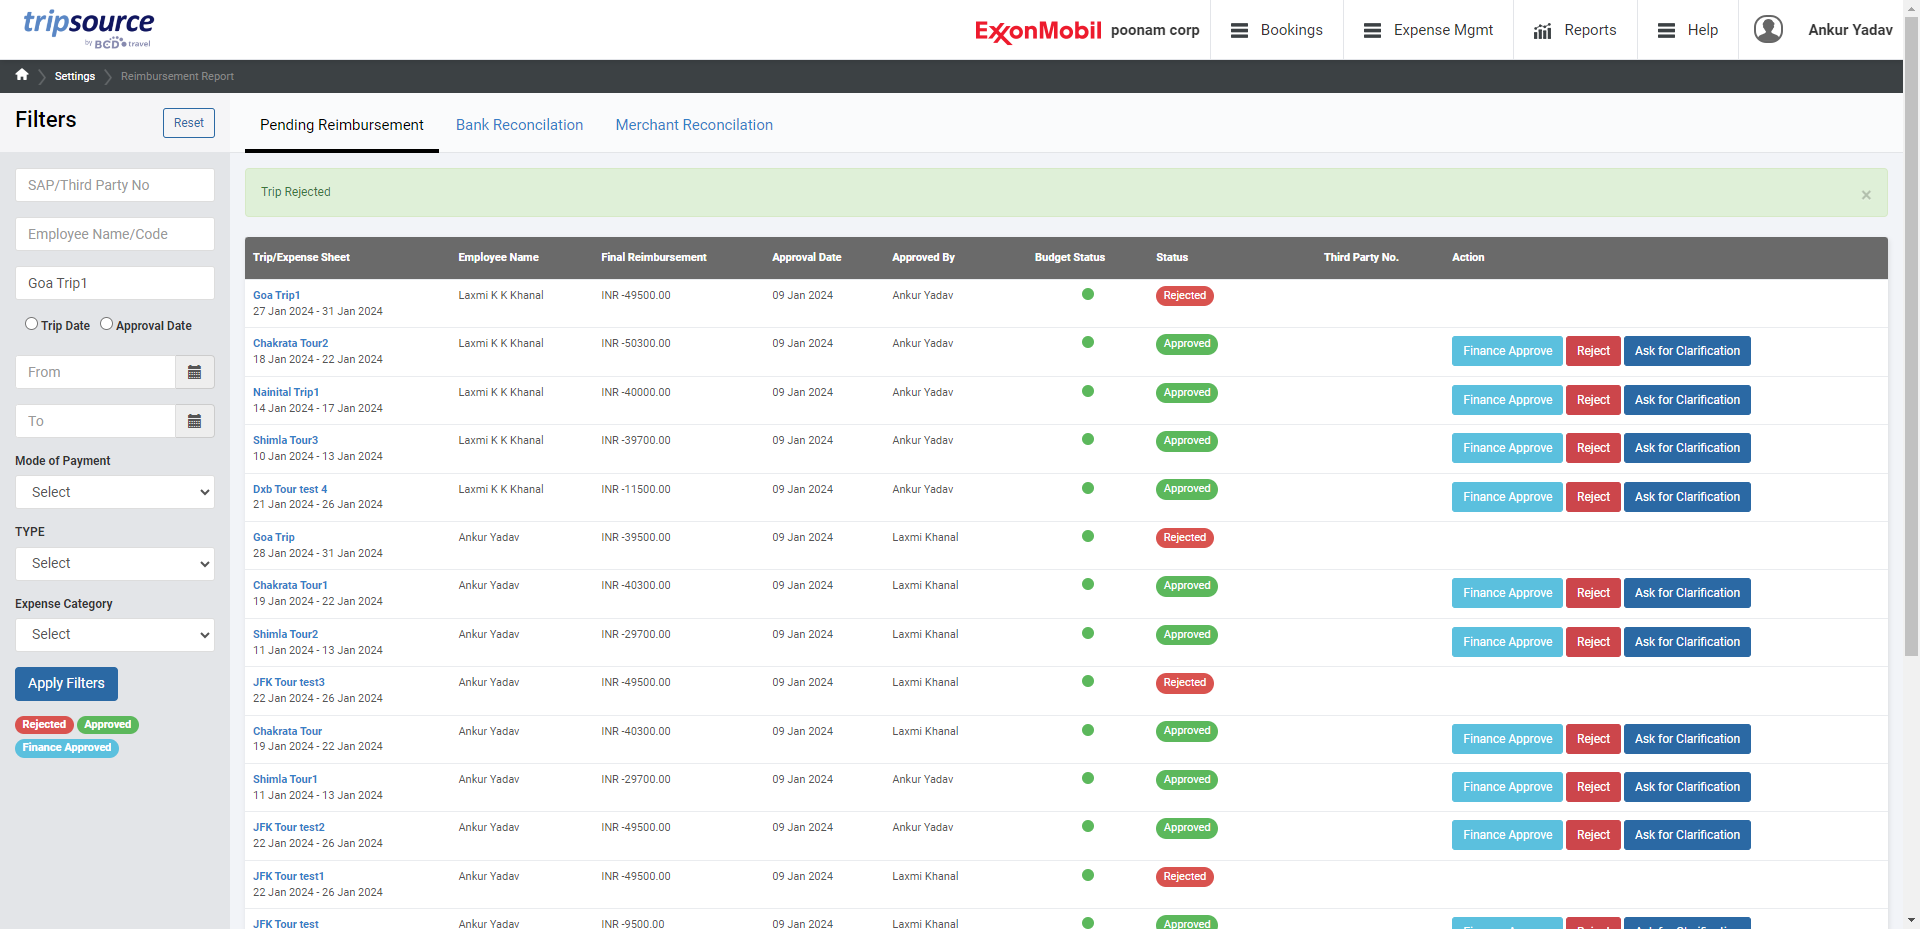 tripsource
by BCD travel
ExxonMobil poonam corp
Bookings
Expense Mgmt
Reports
Help
Ankur Yadav
Settings
Reimbursement Report
Filters
Reset
SAP/Third Party No
Employee Name/Code
Goa Trip1
Trip Date Approval Date
From
To
Mode of Payment
Select
TYPE
Select
Expense Category
Select
Apply Filters
Rejected Approved
Finance Approved
Pending Reimbursement Bank Reconcilation Merchant Reconcilation
Trip Rejected ×
Trip/Expense Sheet Employee Name Final Reimbursement Approval Date Approved By Budget Status Status Third Party No. Action
Goa Trip1 Laxmi K K Khanal INR -49500.00 09 Jan 2024 Ankur Yadav Rejected
27 Jan 2024 - 31 Jan 2024
Chakrata Tour2 Laxmi K K Khanal INR -50300.00 09 Jan 2024 Ankur Yadav Approved Finance Approve Reject Ask for Clarification
18 Jan 2024 - 22 Jan 2024
Nainital Trip1 Laxmi K K Khanal INR -40000.00 09 Jan 2024 Ankur Yadav Approved Finance Approve Reject Ask for Clarification
14 Jan 2024 - 17 Jan 2024
Shimla Tour3 Laxmi K K Khanal INR -39700.00 09 Jan 2024 Ankur Yadav Approved Finance Approve Reject Ask for Clarification
10 Jan 2024 - 13 Jan 2024
Dxb Tour test 4 Laxmi K K Khanal INR -11500.00 09 Jan 2024 Ankur Yadav Approved Finance Approve Reject Ask for Clarification
21 Jan 2024 - 26 Jan 2024
Goa Trip Ankur Yadav INR -39500.00 09 Jan 2024 Laxmi Khanal Rejected
28 Jan 2024 - 31 Jan 2024
Chakrata Tour1 Ankur Yadav INR -40300.00 09 Jan 2024 Laxmi Khanal Approved Finance Approve Reject Ask for Clarification
19 Jan 2024 - 22 Jan 2024
Shimla Tour2 Ankur Yadav INR -29700.00 09 Jan 2024 Laxmi Khanal Approved Finance Approve Reject Ask for Clarification
11 Jan 2024 - 13 Jan 2024
JFK Tour test3 Ankur Yadav INR -49500.00 09 Jan 2024 Laxmi Khanal Rejected
22 Jan 2024 - 26 Jan 2024
Chakrata Tour Ankur Yadav INR -40300.00 09 Jan 2024 Laxmi Khanal Approved Finance Approve Reject Ask for Clarification
19 Jan 2024 - 22 Jan 2024
Shimla Tour1 Ankur Yadav INR -29700.00 09 Jan 2024 Ankur Yadav Approved Finance Approve Reject Ask for Clarification
11 Jan 2024 - 13 Jan 2024
JFK Tour test2 Ankur Yadav INR -49500.00 09 Jan 2024 Ankur Yadav Approved Finance Approve Reject Ask for Clarification
22 Jan 2024 - 26 Jan 2024
JFK Tour test1 Ankur Yadav INR -49500.00 09 Jan 2024 Laxmi Khanal Rejected
22 Jan 2024 - 26 Jan 2024
JFK Tour test Ankur Yadav INR -9500.00 09 Jan 2024 Laxmi Khanal Approved